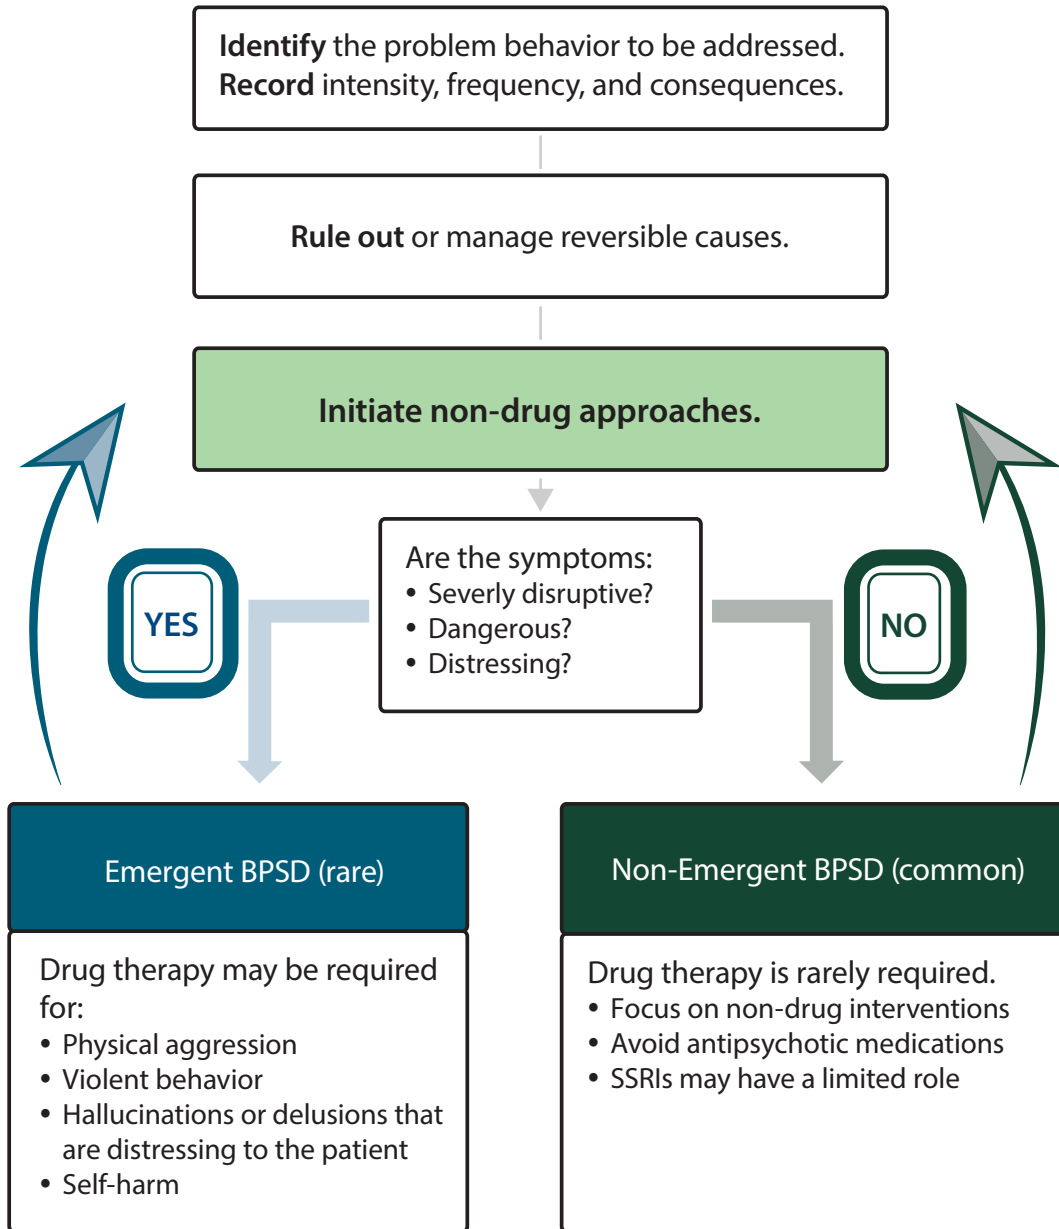 Identify the problem behavior to be addressed.
Record intensity, frequency, and consequences.
Rule out or manage reversible causes.
Initiate non-drug approaches.
Are the symptoms:
• Severly disruptive?
• Dangerous?
• Distressing?
YES
NO
Emergent BPSD (rare)
Drug therapy may be required
for:
• Physical aggression
• Violent behavior
• Hallucinations or delusions that
are distressing to the patient
• Self-harm
Non-Emergent BPSD (common)
Drug therapy is rarely required.
• Focus on non-drug interventions
• Avoid antipsychotic medications
• SSRIs may have a limited role